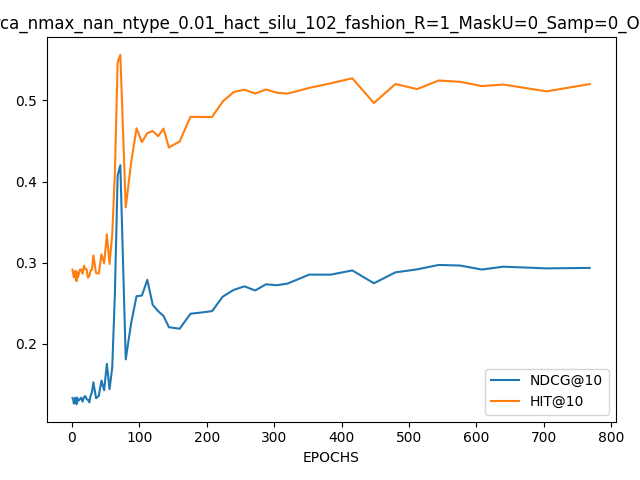 rca_nmax_nan_ntype_0.01_hact_silu_102_fashion_R=1_MaskU=0_Samp=0_O
0.5
0.4
0.3
0.2
NDCG@10
HIT@10
0 100 200 300 400 500 600 700 800
EPOCHS